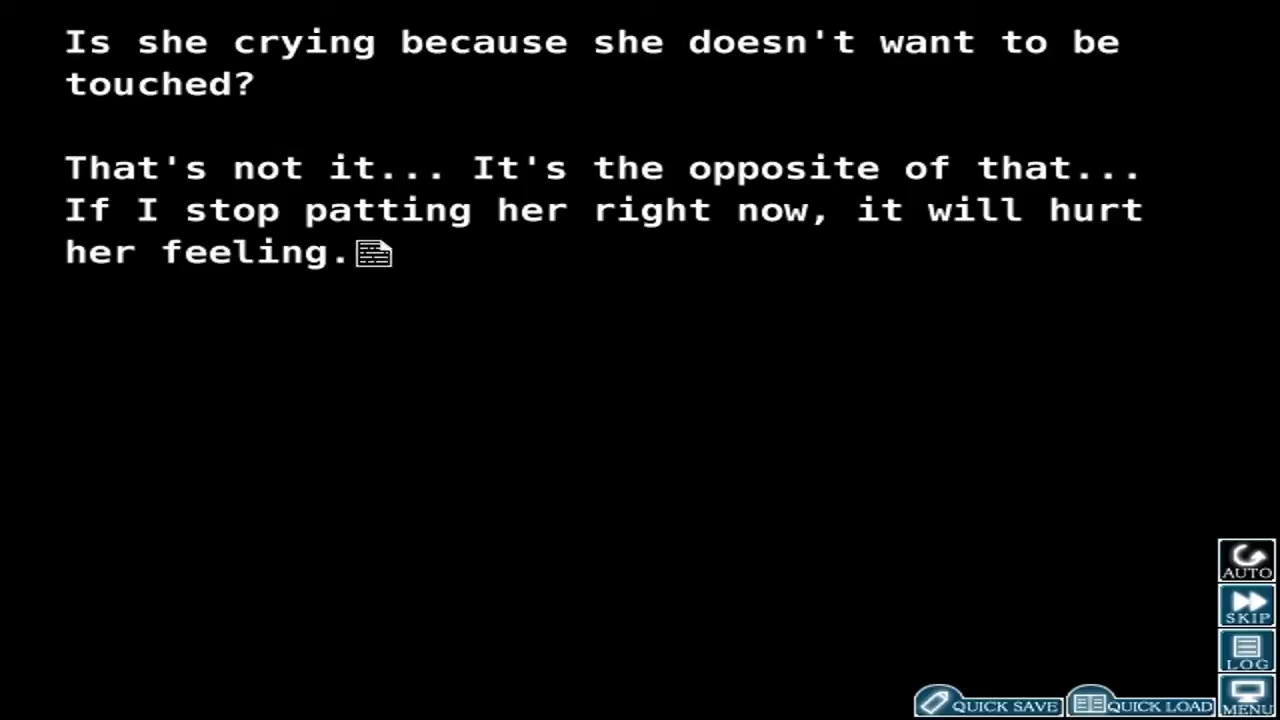 Is she crying because she doesn't want to be
touched?
That's not it... It's the opposite of that...
If I stop patting her right now, it will hurt
her feeling.
AUTO
SKIP
LOG
QUICK SAVE
QUICK LOAD
MENU